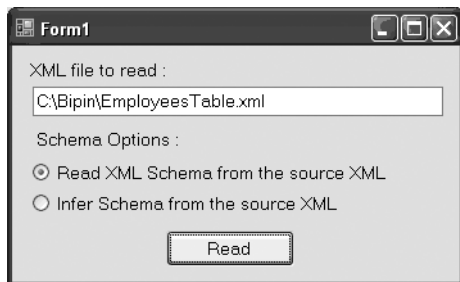 Form1
XML file to read :
C:\Bipin\EmployeesTable.xml
Schema Options :
Read XML Schema from the source XML
Infer Schema from the source XML
Read